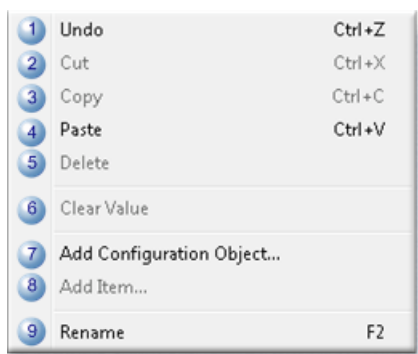 1 Undo Ctrl+Z
2 Cut Ctrl+X
3 Copy Ctrl+C
4 Paste Ctrl+V
5 Delete
6 Clear Value
7 Add Configuration Object...
8 Add Item...
9 Rename F2